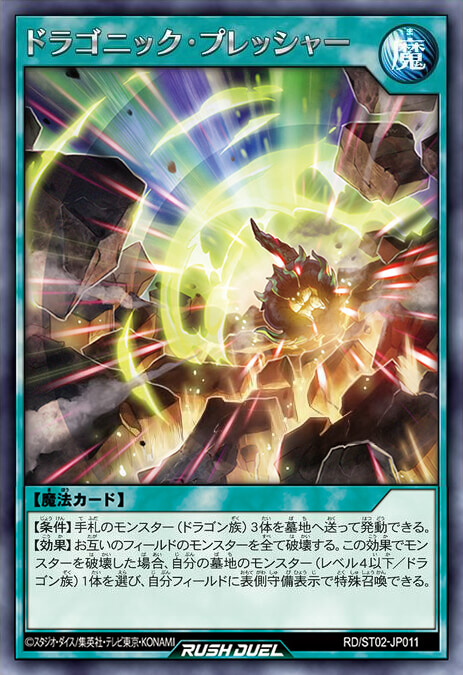 ドラゴニック・プレッシャー
ま
魔
【魔法カード】
【条件】手札のモンスター(ドラゴン族)3体を墓地へ送って発動できる。
【効果】お互いのフィールドのモンスターを全て破壊する。この効果でモン
スターを破壊した場合、自分の墓地のモンスター(レベル4以下/ドラ
ゴン族)1体を選び、自分フィールドに表側守備表示で特殊召喚できる。
©スタジオ・ダイス/集英社・テレビ東京・KONAMI
RUSH DUEL
RD/ST02-JP011